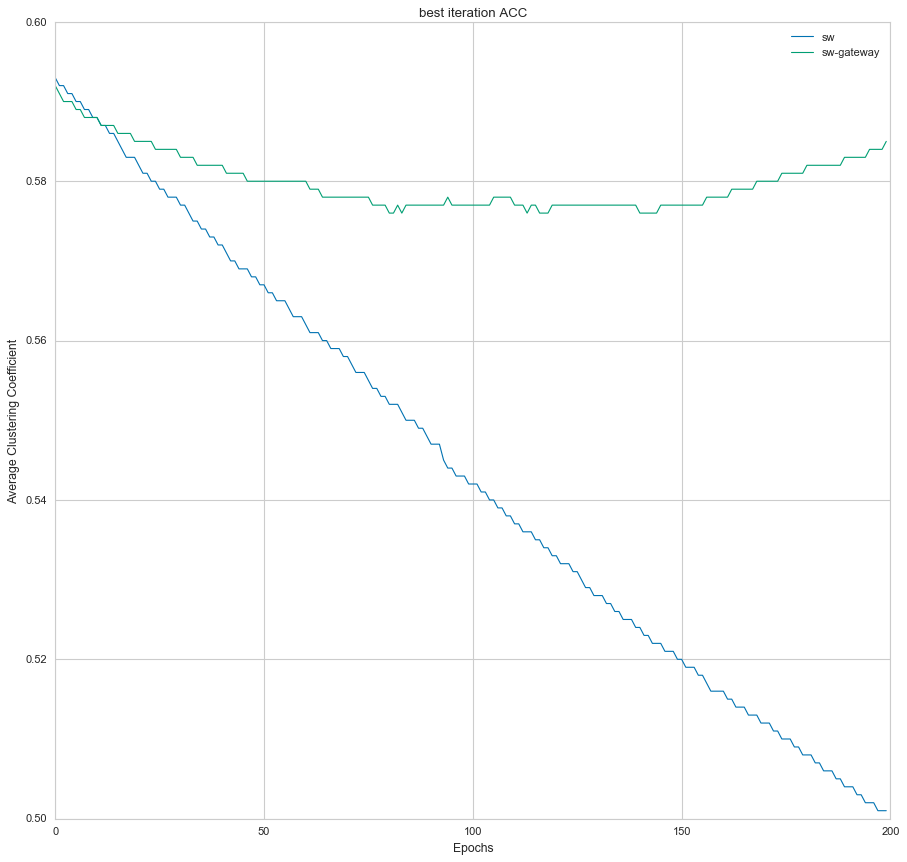 best iteration ACC
sw
sw-gateway
Average Clustering Coefficient
0.60
0.58
0.56
0.54
0.52
0.50
0
50
100
150
200
Epochs